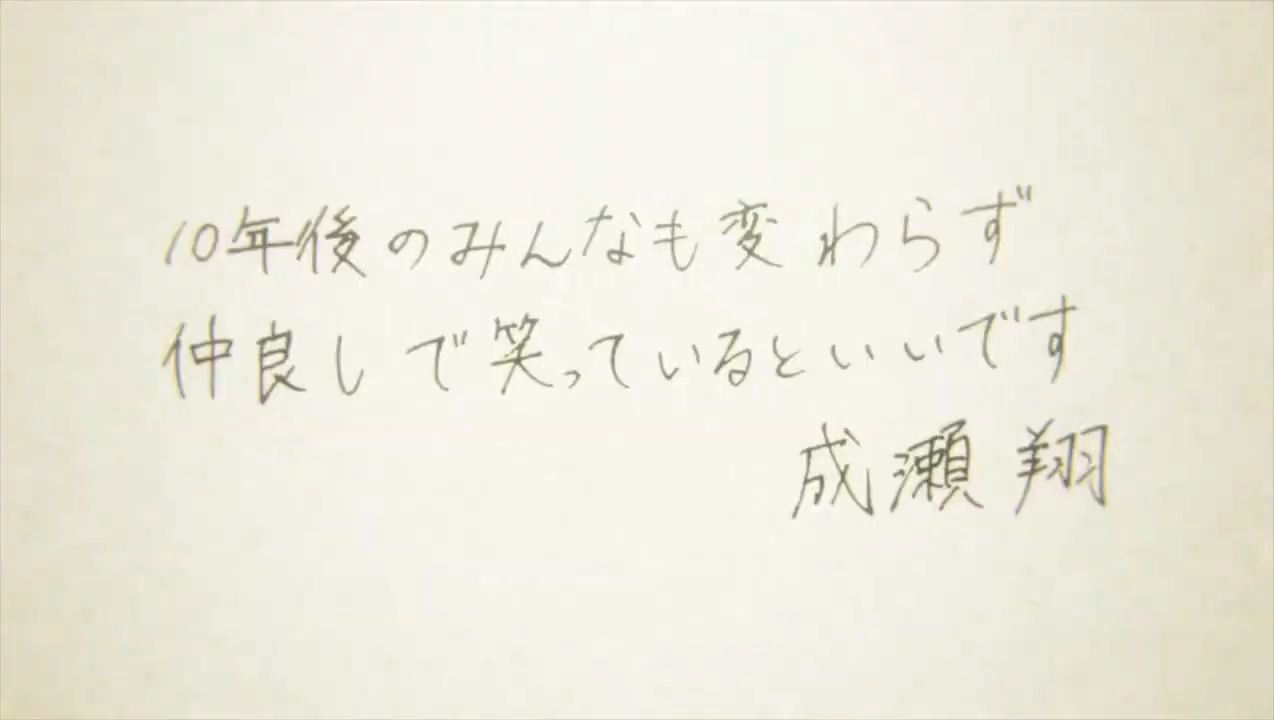 10年後のみんなも変わらず
仲良しで笑っているといいです
成瀬翔